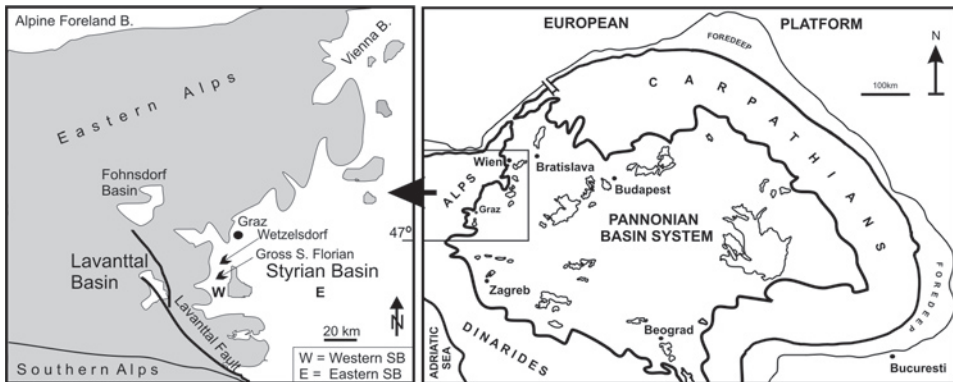 Alpine Foreland B.
Vienna B.
Eastern Alps
Fohnsdorf
Basin
Graz
Wetzelsdorf
Gross S. Florian
Lavanttal
Basin
Styrian Basin
W
E
Lavanttal Fault
N
20 km
W = Western SB
E = Eastern SB
Southern Alps
EUROPEAN PLATFORM
FOREDEEP
N
100km
CARPATHIANS
Wien
Bratislava
Budapest
ALPS
Graz
47°
PANNONIAN
BASIN SYSTEM
Zagreb
Beograd
FOREDEEP
DINARIDES
ADRIATIC
SEA
Bucuresti